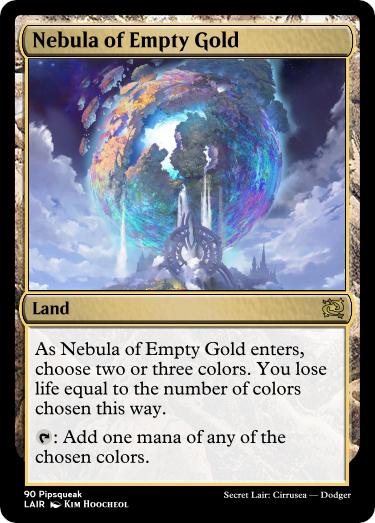 Nebula of Empty Gold
Land
As Nebula of Empty Gold enters,
choose two or three colors. You lose
life equal to the number of colors
chosen this way.
: Add one mana of any of the
chosen colors.
90 Pipsqueak
Secret Lair: Cirrusea — Dodger
LAIR Kim Hoocheol